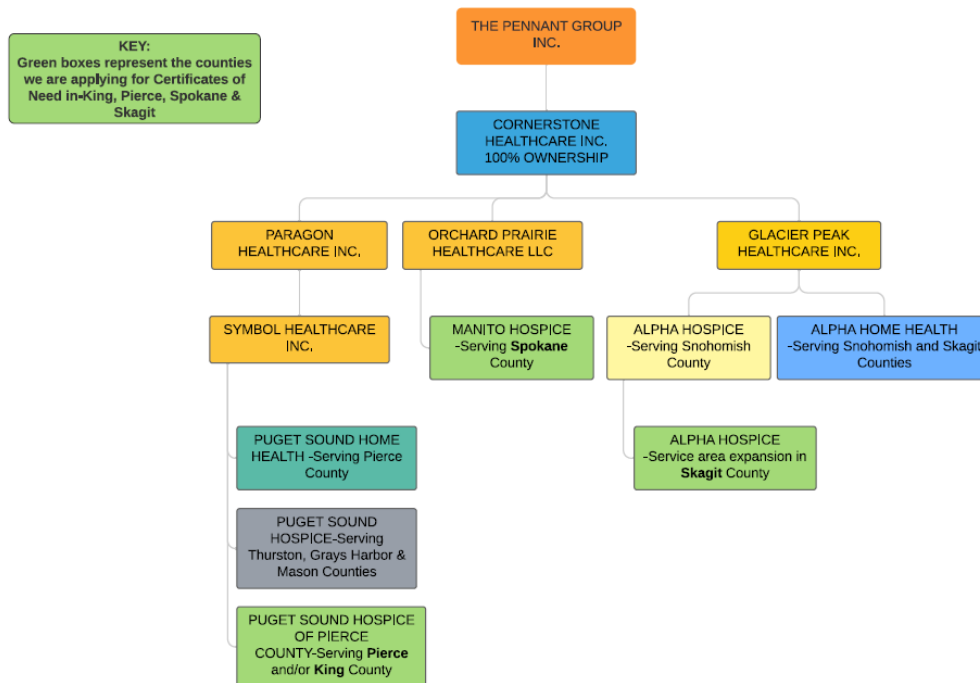 THE PENNANT GROUP
INC.
KEY:
Green boxes represent the counties
we are applying for Certificates of
Need in-King, Pierce, Spokane &
Skagit
CORNERSTONE
HEALTHCARE INC.
100% OWNERSHIP
PARAGON
HEALTHCARE INC.
ORCHARD PRAIRIE
HEALTHCARE LLC
GLACIER PEAK
HEALTHCARE INC.
SYMBOL HEALTHCARE
INC.
MANITO HOSPICE
-Serving Spokane
County
ALPHA HOSPICE
-Serving Snohomish
County
ALPHA HOME HEALTH
-Serving Snohomish and Skagit
Counties
PUGET SOUND HOME
HEALTH -Serving Pierce
County
ALPHA HOSPICE
-Service area expansion in
Skagit County
PUGET SOUND
HOSPICE-Serving
Thurston, Grays Harbor &
Mason Counties
PUGET SOUND HOSPICE
OF PIERCE
COUNTY-Serving Pierce
and/or King County